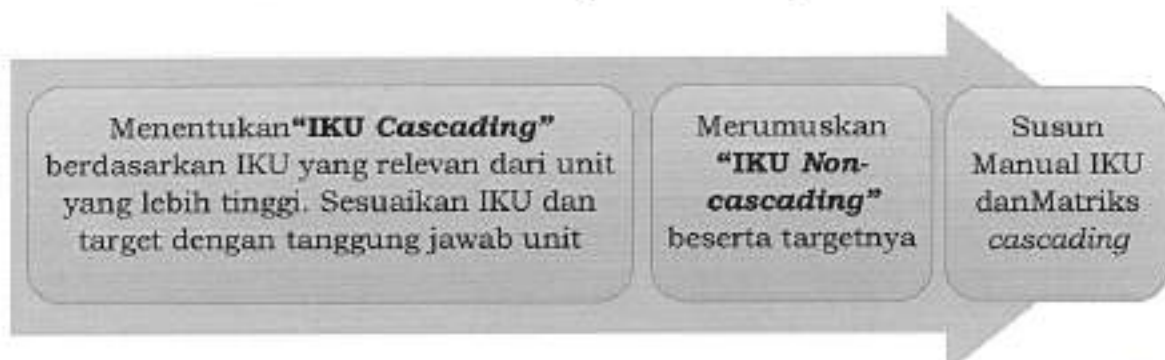 Menentukan“IKU Cascading”
berdasarkan IKU yang relevan dari unit
yang lebih tinggi. Sesuaikan IKU dan
target dengan tanggung jawab unit
Merumuskan
“IKU Non-
cascading”
beserta targetnya
Susun
Manual IKU
danMatriks
cascading